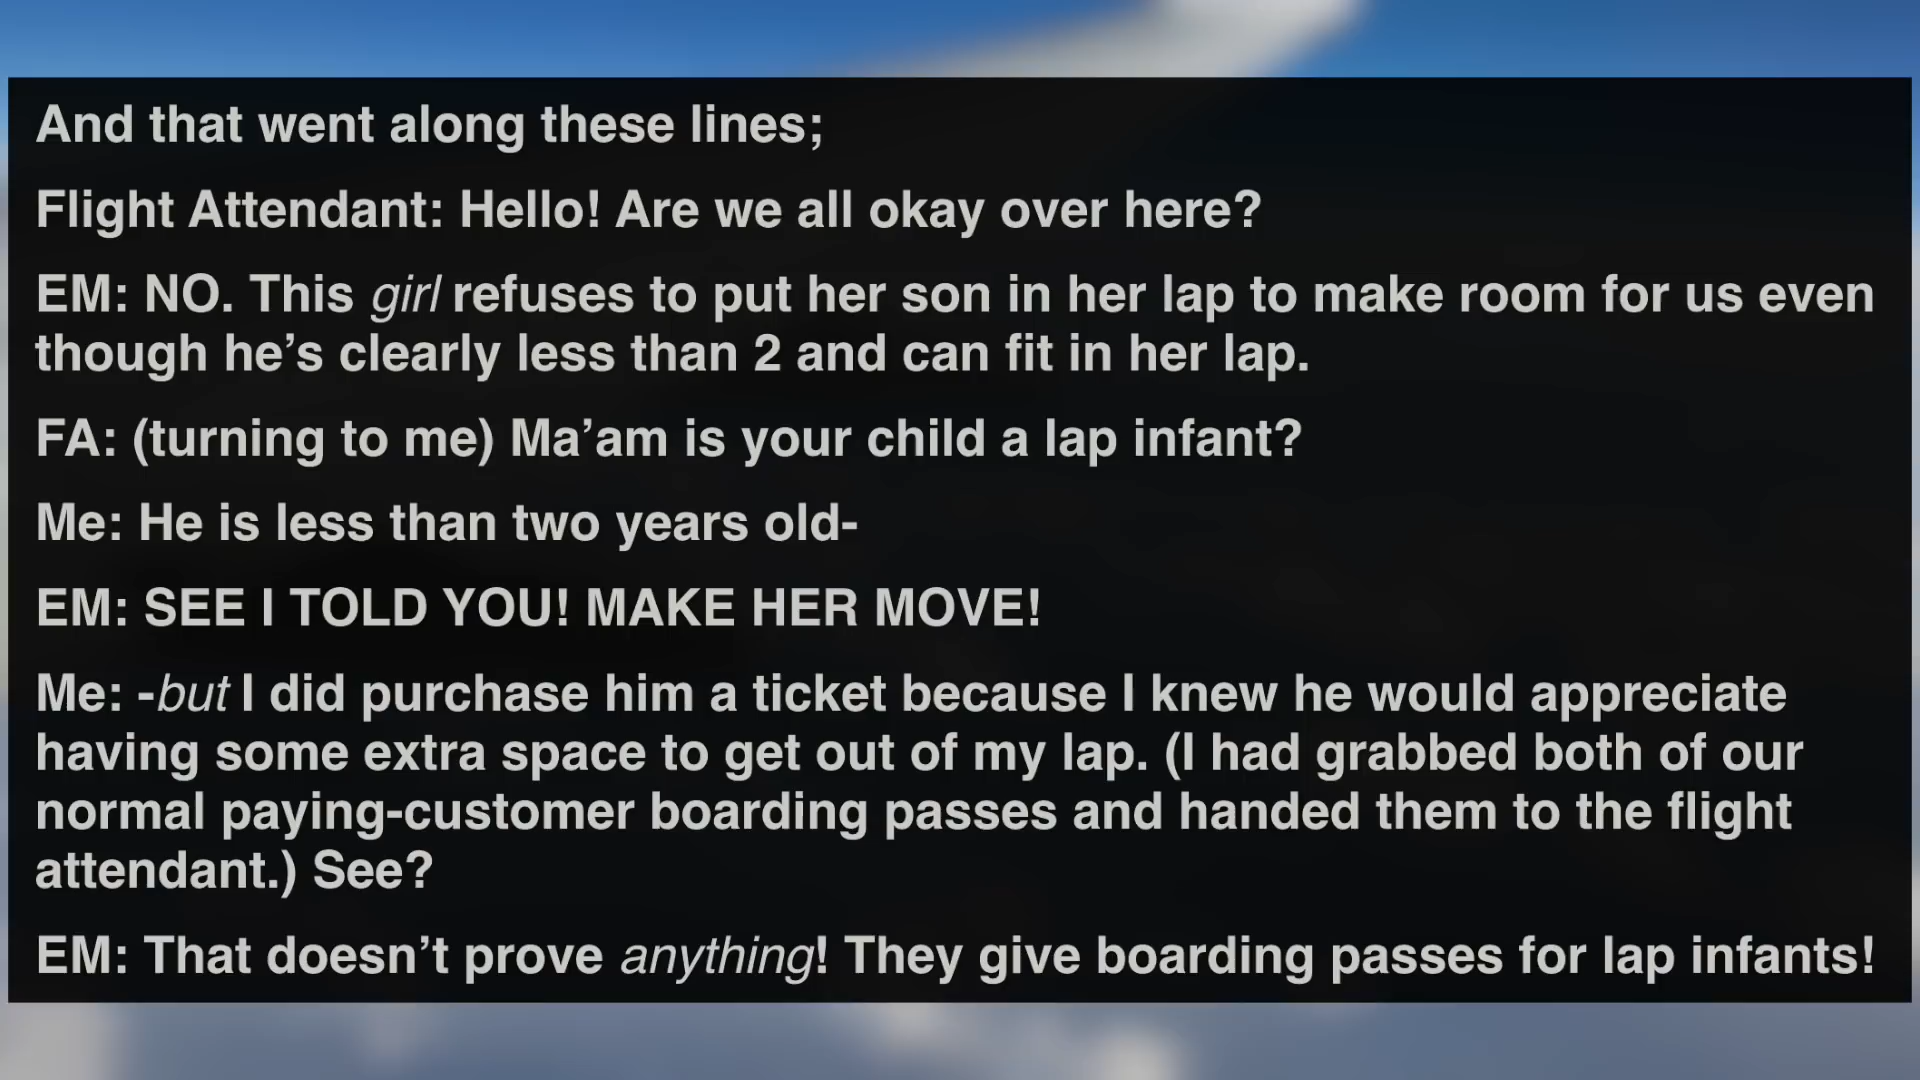 And that went along these lines;
Flight Attendant: Hello! Are we all okay over here?
EM: NO. This girl refuses to put her son in her lap to make room for us even
though he’s clearly less than 2 and can fit in her lap.
FA: (turning to me) Ma’am is your child a lap infant?
Me: He is less than two years old-
EM: SEE I TOLD YOU! MAKE HER MOVE!
Me: -but I did purchase him a ticket because I knew he would appreciate
having some extra space to get out of my lap. (I had grabbed both of our
normal paying-customer boarding passes and handed them to the flight
attendant.) See?
EM: That doesn’t prove anything! They give boarding passes for lap infants!